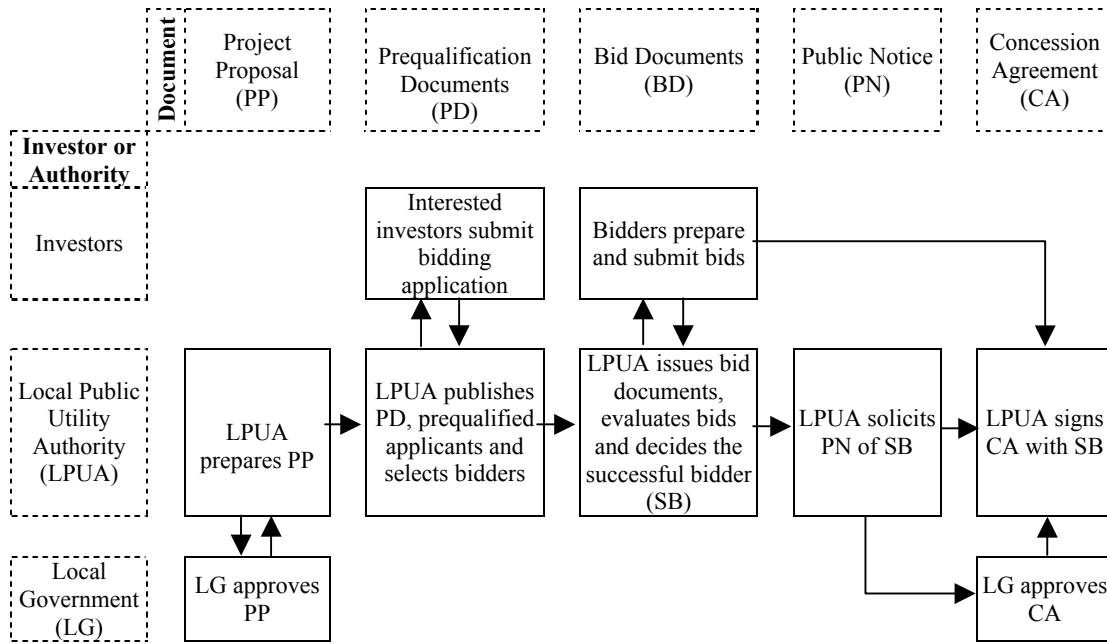 Document
Project
Proposal
(PP)
Prequalification
Documents
(PD)
Bid Documents
(BD)
Public Notice
(PN)
Concession
Agreement
(CA)
Investor or
Authority
Investors
Interested
investors submit
bidding
application
Bidders prepare
and submit bids
Local Public
Utility
Authority
(LPUA)
LPUA
prepares PP
LPUA publishes
PD, prequalified
applicants and
selects bidders
LPUA issues bid
documents,
evaluates bids
and decides the
successful bidder
(SB)
LPUA solicits
PN of SB
LPUA signs
CA with SB
Local
Government
(LG)
LG approves
PP
LG approves
CA